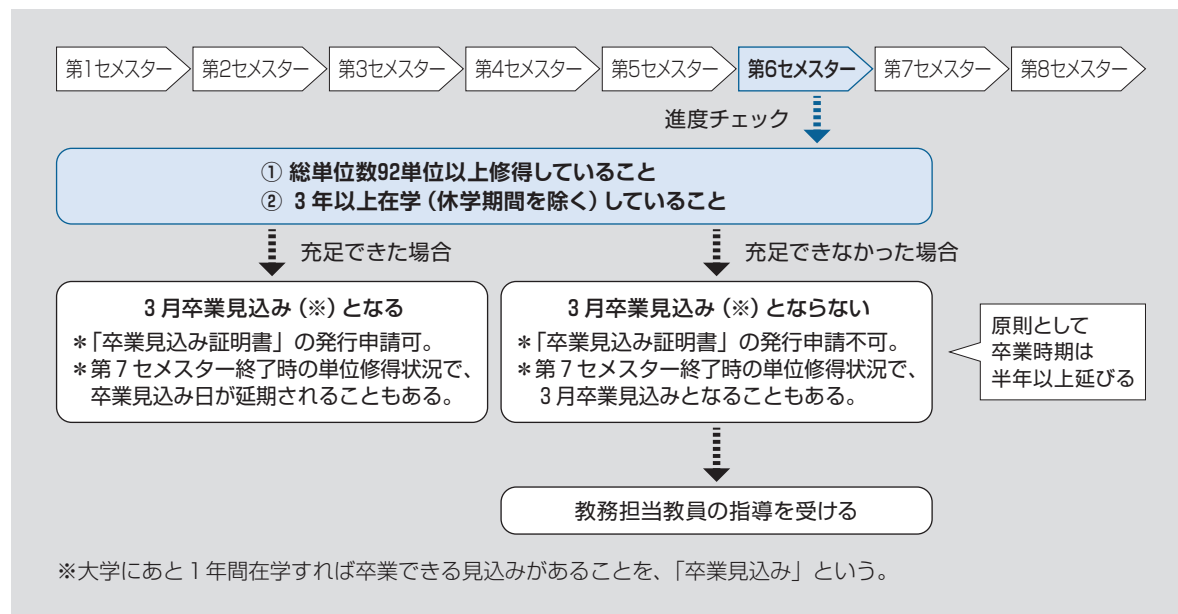 第1セメスター
第2セメスター
第3セメスター
第4セメスター
第5セメスター
第6セメスター
第7セメスター
第8セメスター
進度チェック
① 総単位数92単位以上修得していること
② 3年以上在学（休学期間を除く）していること
充足できた場合
充足できなかった場合
3月卒業見込み（※）となる
＊「卒業見込み証明書」の発行申請可。
＊第7セメスター終了時の単位修得状況で、
卒業見込み日が延期されることもある。
3月卒業見込み（※）とならない
＊「卒業見込み証明書」の発行申請不可。
＊第7セメスター終了時の単位修得状況で、
3月卒業見込みとなることもある。
原則として
卒業時期は
半年以上延びる
教務担当教員の指導を受ける
※大学にあと1年間在学すれば卒業できる見込みがあることを、「卒業見込み」という。